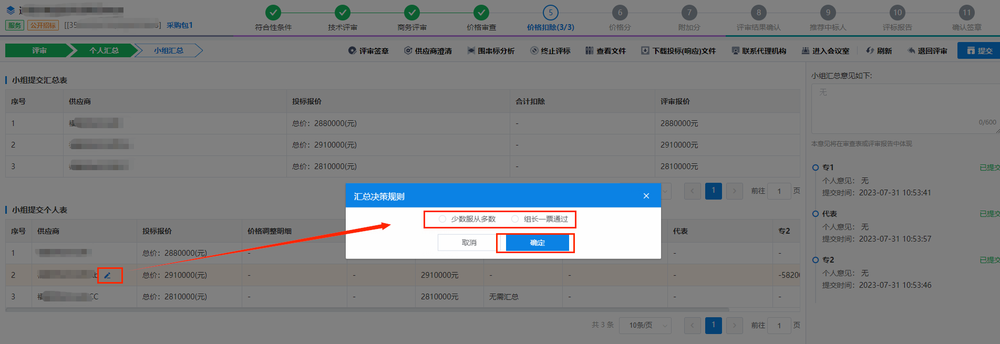 服务 公开招标 [[35 ] 采购包1
符合性条件 技术评审 商务评审 价格审查 5 价格扣除(3/3) 6 价格分 7 附加分 8 评审结果确认 9 推荐中标人 10 评标报告 11 确认签章
评审 个人汇总 小组汇总 评审签章 供应商澄清 围串标分析 终止评标 查看文件 下载投标(响应)文件 联系代理机构 进入会议室 刷新 退回评审 提交
小组提交汇总表
序号 供应商 投标报价 合计扣除 评审报价
1 福 总价：2880000(元) - 2880000元
2 总价：2910000(元) - 2910000元
3 总价：2810000(元) - 2810000元
1 前往 1 页
小组提交个人表
序号 供应商 投标报价 价格调整明细 代表 专2
1 总价：2880000(元) - - -
2 总价：2910000(元) - - 2910000元 - - - -5820
3 福 CC 总价：2810000(元) - - 2810000元 无需汇总 - - -
共 3 条 10条/页 1 前往 1 页
汇总决策规则
少数服从多数 组长一票通过
取消 确定
小组汇总意见如下:
无
0/600
本意见将在审查表或评审报告中体现
专1 已提交
个人意见： 无
提交时间：2023-07-31 10:53:41
代表 已提交
个人意见： 无
提交时间：2023-07-31 10:53:57
专2 已提交
个人意见： 无
提交时间：2023-07-31 10:53:46